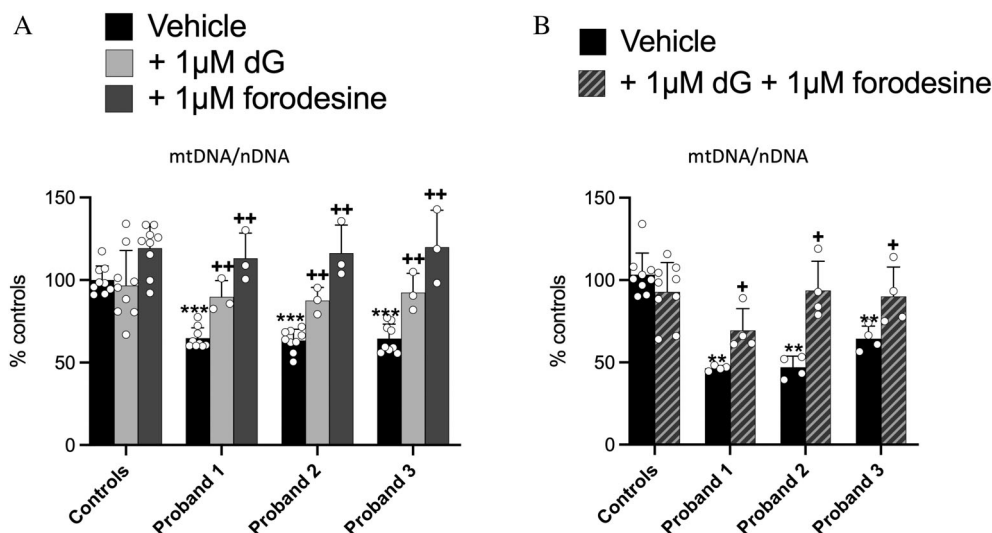 A
Vehicle
+ 1µM dG
+ 1µM forodesine
mtDNA/nDNA
% controls
150
100
50
0
***
++
++
***
++
++
***
++
++
Controls
Proband 1
Proband 2
Proband 3
B
Vehicle
+ 1µM dG + 1µM forodesine
mtDNA/nDNA
% controls
150
100
50
0
**
+
**
+
**
+
Controls
Proband 1
Proband 2
Proband 3